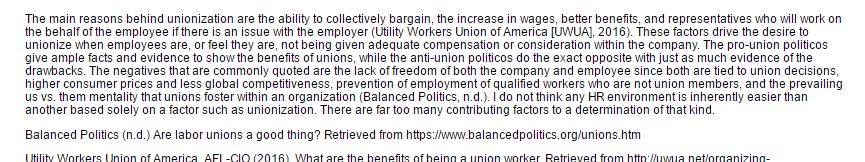 The main reasons behind unionization are the ability to collectively bargain, the increase in wages, better benefits, and representatives who will work on
the behalf of the employee if there is an issue with the employer (Utility Workers Union of America [UWUA], 2016). These factors drive the desire to
unionize when employees are, or feel they are, not being given adequate compensation or consideration within the company. The pro-union politicos
give ample facts and evidence to show the benefits of unions, while the anti-union politicos do the exact opposite with just as much evidence of the
drawbacks. The negatives that are commonly quoted are the lack of freedom of both the company and employee since both are tied to union decisions,
higher consumer prices and less global competitiveness, prevention of employment of qualified workers who are not union members, and the prevailing
us vs. them mentality that unions foster within an organization (Balanced Politics, n.d.). I do not think any HR environment is inherently easier than
another based solely on a factor such as unionization. There are far too many contributing factors to a determination of that kind.
Balanced Politics (n.d.) Are labor unions a good thing? Retrieved from https://www.balancedpolitics.org/unions.htm
Utility Workers Union of America, AFL-CIO (2016). What are the benefits of being a union worker. Retrieved from http://uwua.net/organizing-